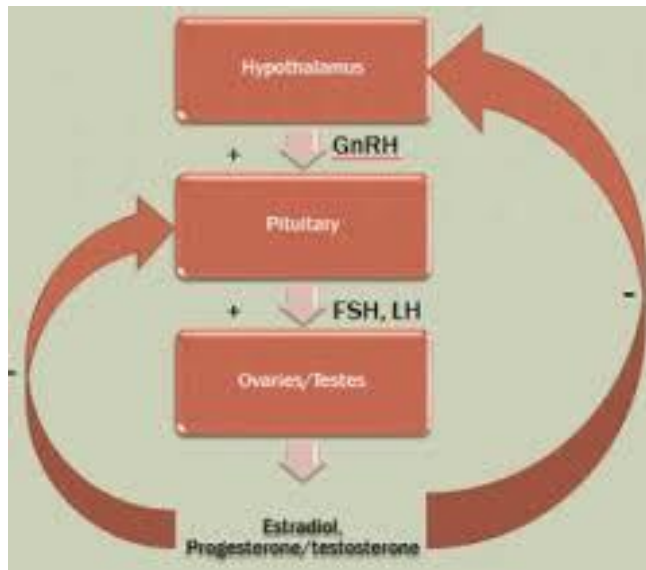 Hypothalamus
+ GnRH
Pituitary
+ FSH, LH
-
-
Ovaries/Testes
Estradiol,
Progesterone/testosterone